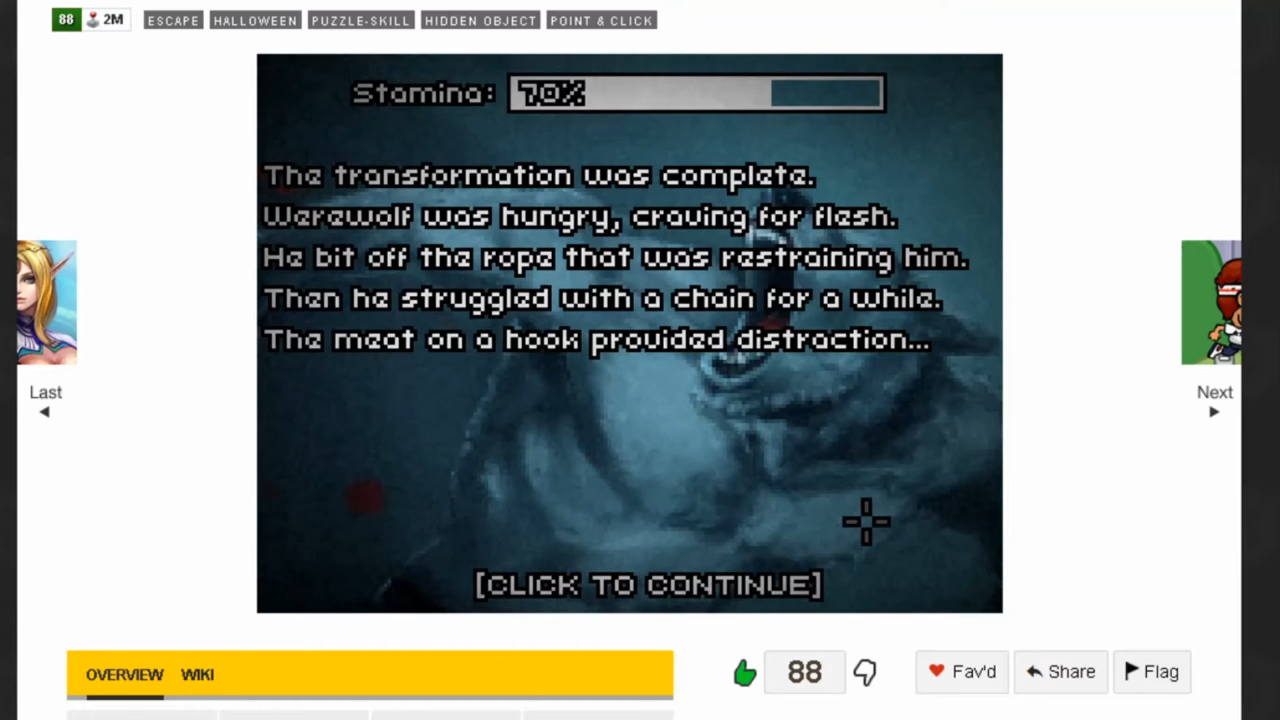 88 2M ESCAPE HALLOWEEN PUZZLE-SKILL HIDDEN OBJECT POINT & CLICK
Stamina: 70%
The transformation was complete.
Werewolf was hungry, craving for flesh.
He bit off the rope that was restraining him.
Then he struggled with a chain for a while.
The meat on a hook provided distraction...
Last
Next
[CLICK TO CONTINUE]
OVERVIEW WIKI 88 Fav'd Share Flag